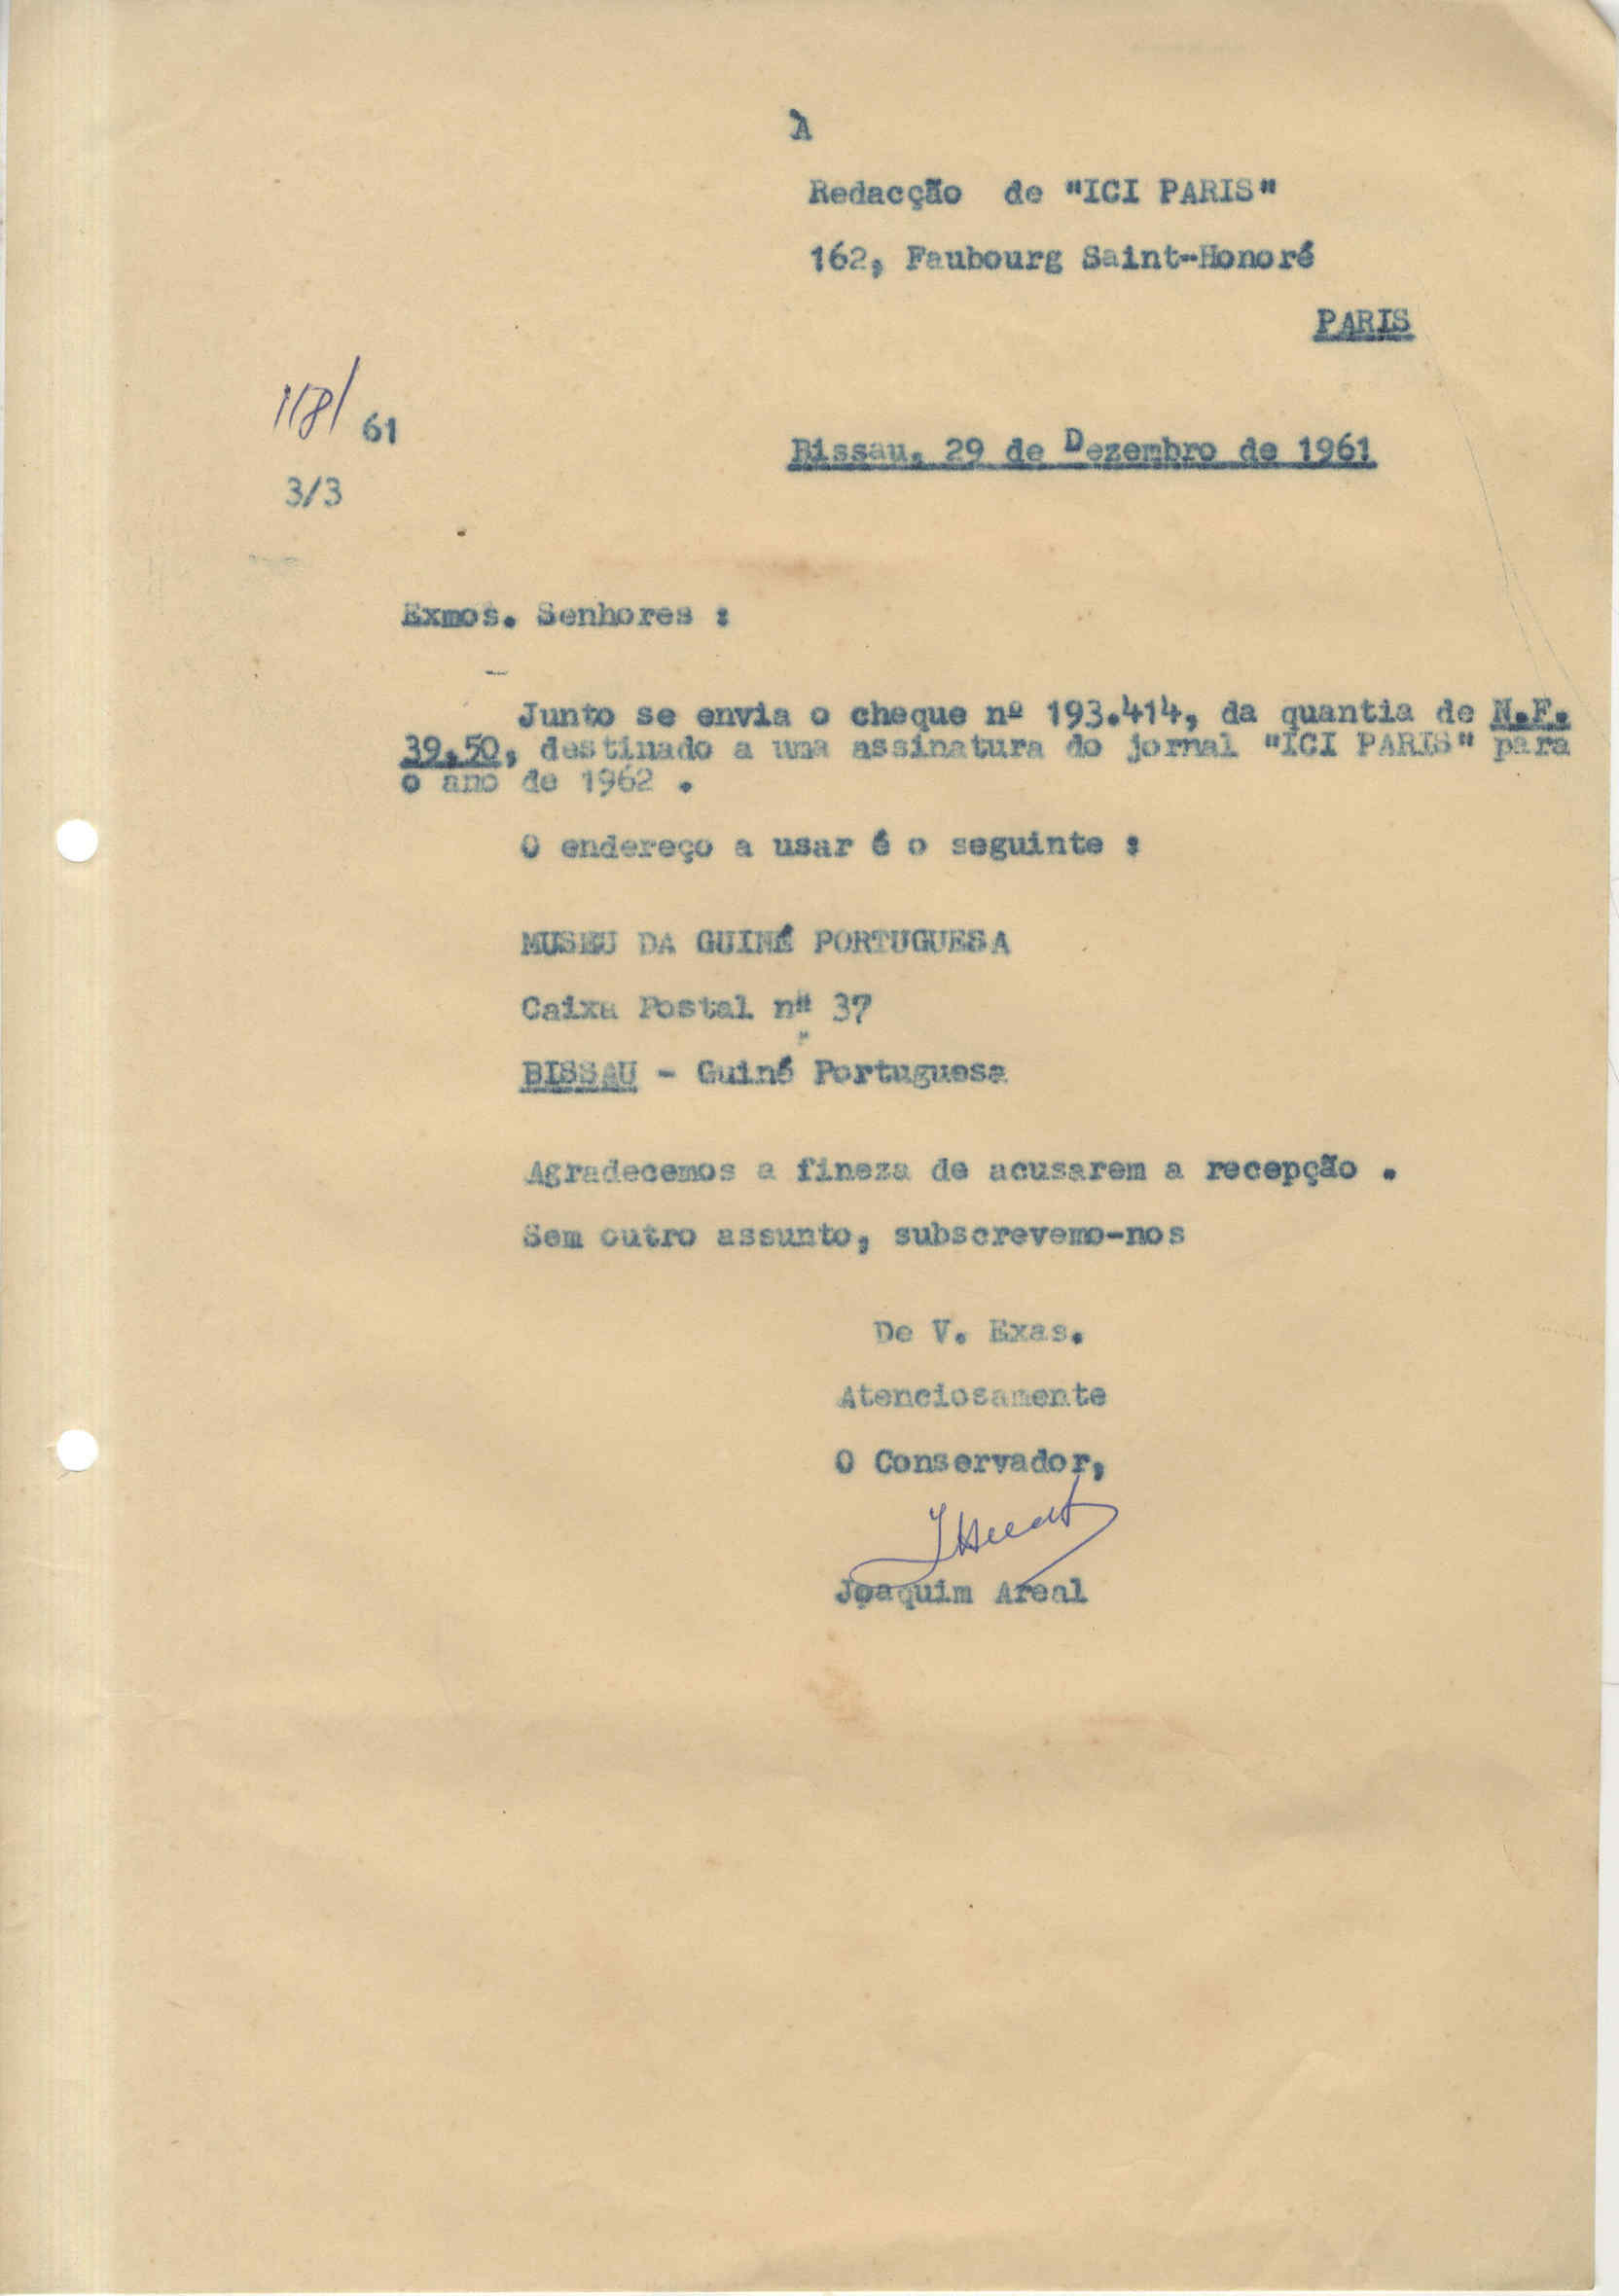 À
Redacção de "ICI PARIS"
162, Faubourg Saint-Honoré
PARIS
118/ 61
3/3
Bissau, 29 de Dezembro de 1961
Exmos. Senhores :
Junto se envia o cheque nº 193.414, da quantia de N.F.
39,50, destinado a uma assinatura do jornal "ICI PARIS" para
o ano de 1962 .
O endereço a usar é o seguinte :
MUSEU DA GUINÉ PORTUGUESA
Caixa Postal nº 37
BISSAU - Guiné Portuguesa
Agradecemos a fineza de acusarem a recepção .
Sem outro assunto, subscrevemo-nos
De V. Exas.
Atenciosamente
O Conservador,
Joaquim Areal